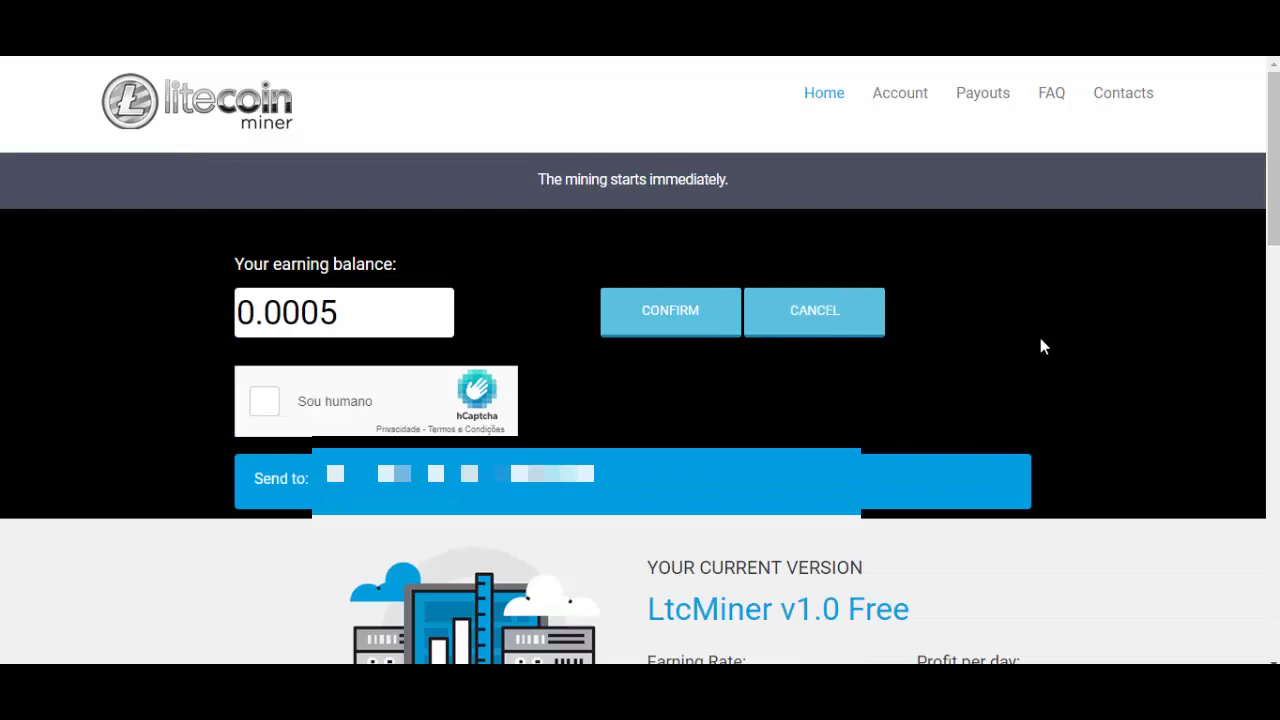 litecoin
miner
Home Account Payouts FAQ Contacts
The mining starts immediately.
Your earning balance:
0.0005
CONFIRM CANCEL
Sou humano
hCaptcha
Privacidade - Termos e Condições
Send to:
YOUR CURRENT VERSION
LtcMiner v1.0 Free
Earning Rate: Profit per day: